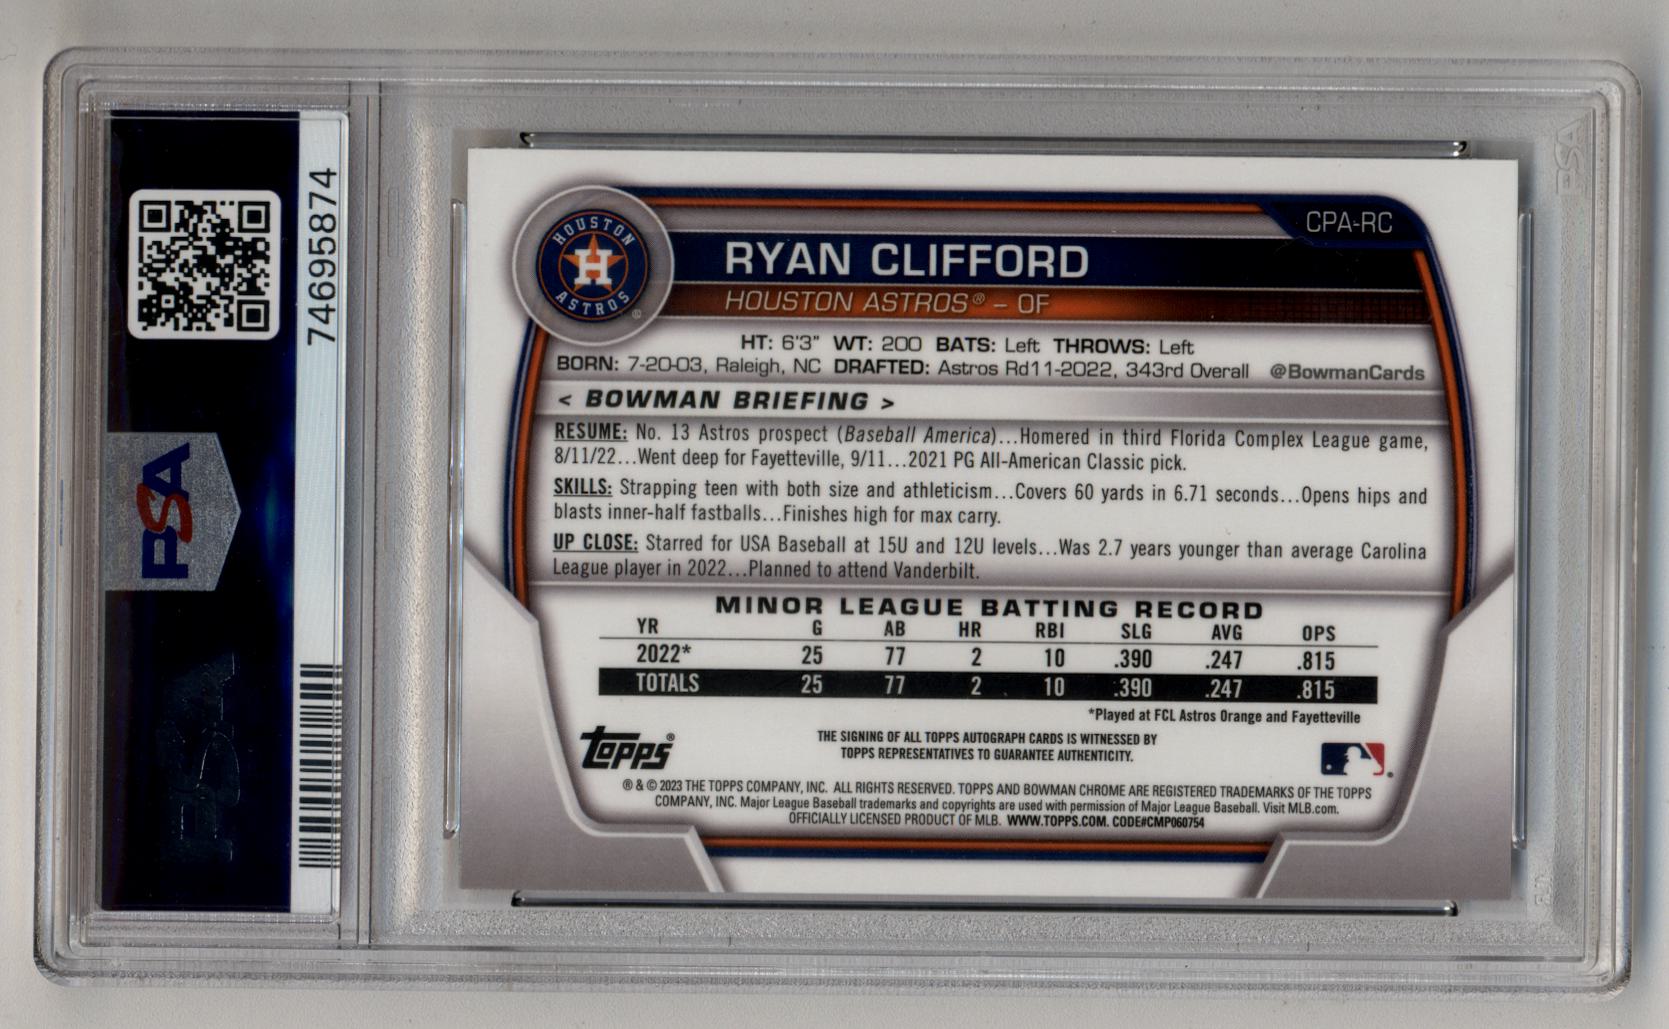 74695874
PSA
PSA
HOUSTON
ASTROS
CPA-RC
RYAN CLIFFORD
HOUSTON ASTROS® – OF
HT: 6'3" WT: 200 BATS: Left THROWS: Left
BORN: 7-20-03, Raleigh, NC DRAFTED: Astros Rd11-2022, 343rd Overall @BowmanCards
< BOWMAN BRIEFING >
RESUME: No. 13 Astros prospect (Baseball America)...Homered in third Florida Complex League game,
8/11/22...Went deep for Fayetteville, 9/11...2021 PG All-American Classic pick.
SKILLS: Strapping teen with both size and athleticism...Covers 60 yards in 6.71 seconds...Opens hips and
blasts inner-half fastballs...Finishes high for max carry.
UP CLOSE: Starred for USA Baseball at 15U and 12U levels...Was 2.7 years younger than average Carolina
League player in 2022...Planned to attend Vanderbilt.
MINOR LEAGUE BATTING RECORD
YR G AB HR RBI SLG AVG OPS
2022* 25 77 2 10 .390 .247 .815
TOTALS 25 77 2 10 .390 .247 .815
*Played at FCL Astros Orange and Fayetteville
topps®
THE SIGNING OF ALL TOPPS AUTOGRAPH CARDS IS WITNESSED BY
TOPPS REPRESENTATIVES TO GUARANTEE AUTHENTICITY.
® & © 2023 THE TOPPS COMPANY, INC. ALL RIGHTS RESERVED. TOPPS AND BOWMAN CHROME ARE REGISTERED TRADEMARKS OF THE TOPPS
COMPANY, INC. Major League Baseball trademarks and copyrights are used with permission of Major League Baseball. Visit MLB.com.
OFFICIALLY LICENSED PRODUCT OF MLB. WWW.TOPPS.COM. CODE#CMP060754
PSA